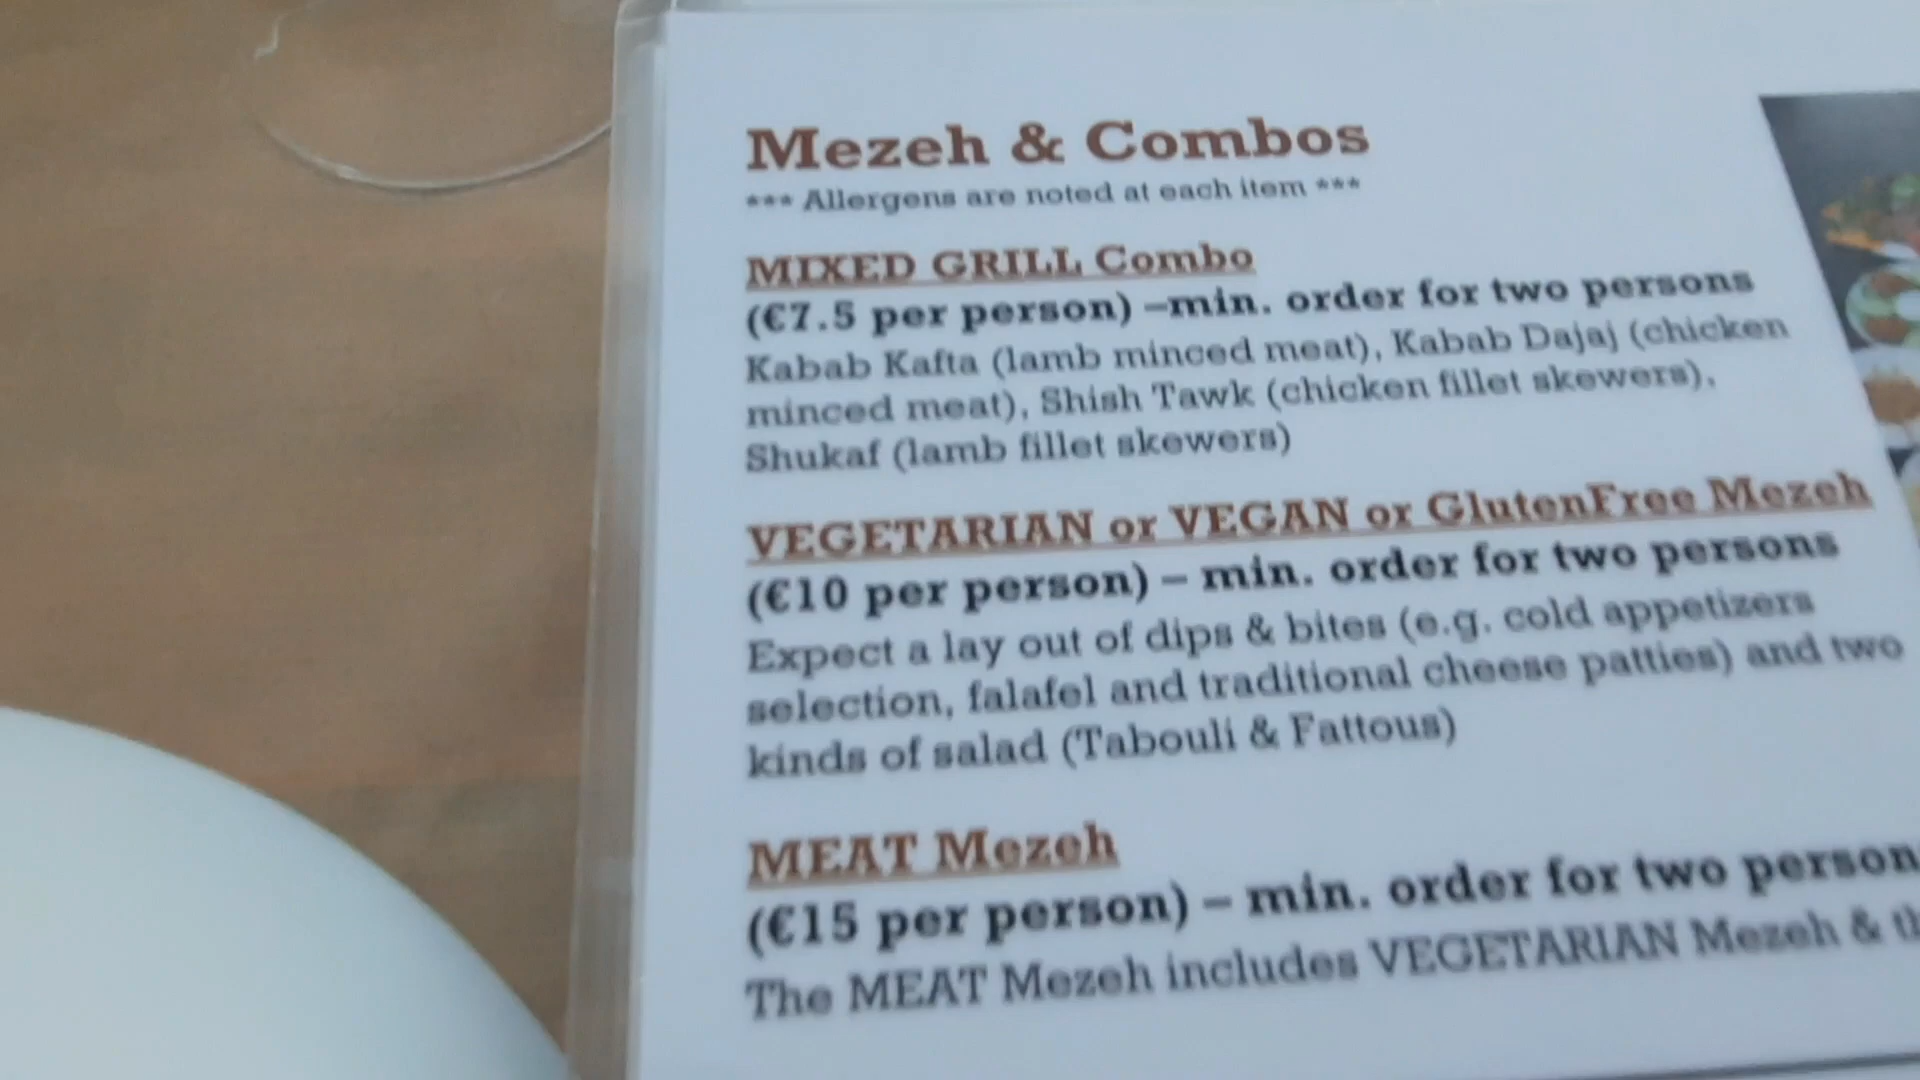 Mezeh & Combos
*** Allergens are noted at each item ***
MIXED GRILL Combo
(€7.5 per person) –min. order for two persons
Kabab Kafta (lamb minced meat), Kabab Dajaj (chicken
minced meat), Shish Tawk (chicken fillet skewers),
Shukaf (lamb fillet skewers)
VEGETARIAN or VEGAN or GlutenFree Mezeh
(€10 per person) – min. order for two persons
Expect a lay out of dips & bites (e.g. cold appetizers
selection, falafel and traditional cheese patties) and two
kinds of salad (Tabouli & Fattous)
MEAT Mezeh
(€15 per person) – min. order for two person
The MEAT Mezeh includes VEGETARIAN Mezeh &